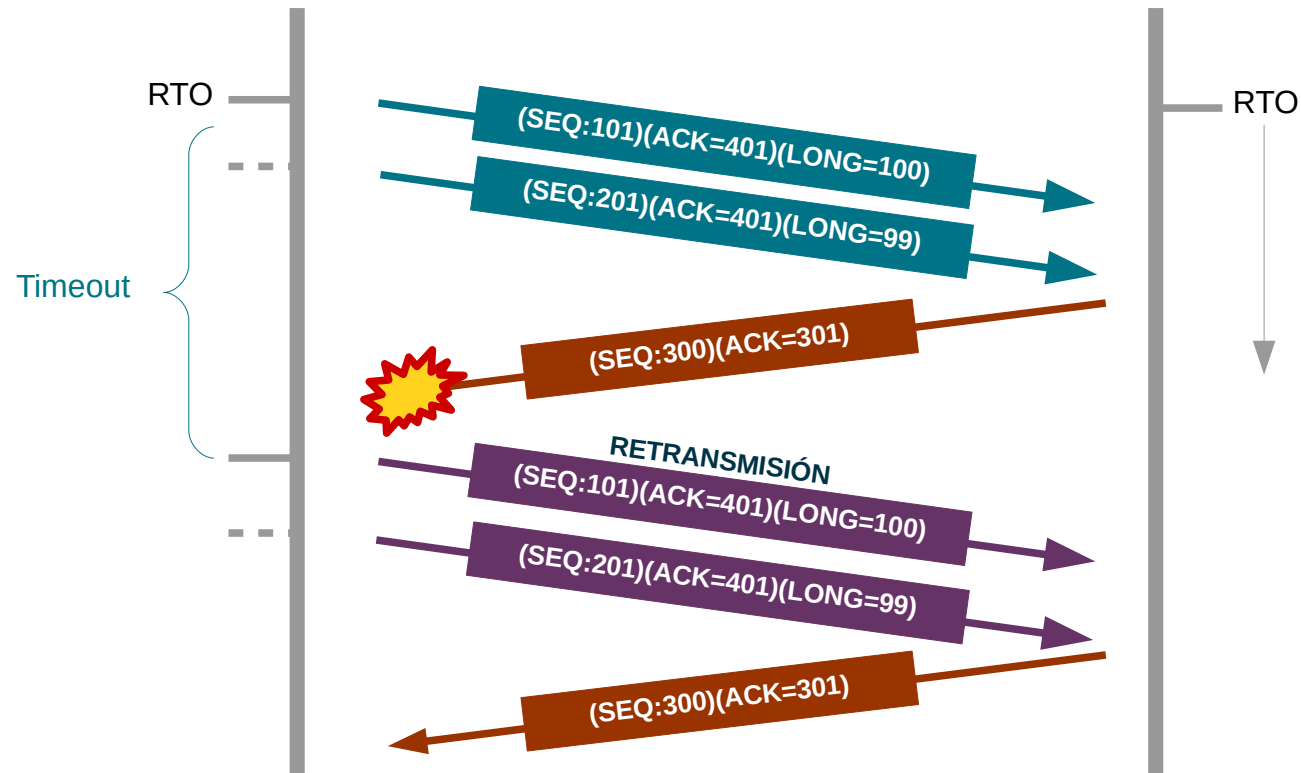 RTO
RTO
(SEQ:101)(ACK=401)(LONG=100)
(SEQ:201)(ACK=401)(LONG=99)
Timeout
(SEQ:300)(ACK=301)
RETRANSMISIÓN
(SEQ:101)(ACK=401)(LONG=100)
(SEQ:201)(ACK=401)(LONG=99)
(SEQ:300)(ACK=301)